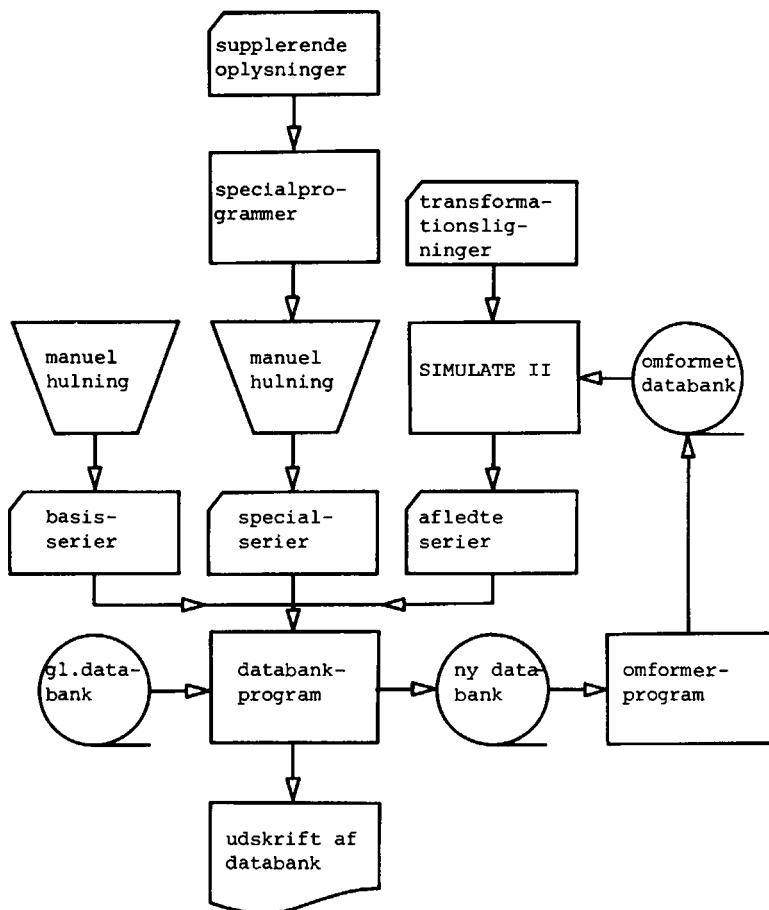 supplerende
oplysninger
specialpro-
grammer
transforma-
tionslig-
ninger
manuel
hulning
manuel
hulning
SIMULATE II
omformet
databank
basis-
serier
special-
serier
afledte
serier
gl.data-
bank
databank-
program
ny data-
bank
omformer-
program
udskrift af
databank